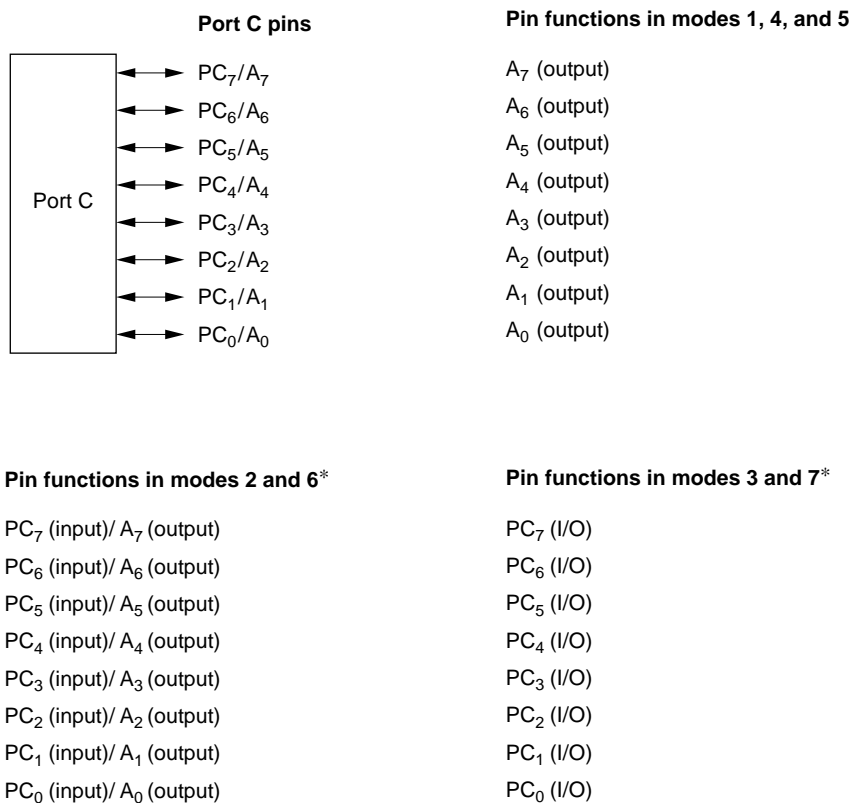 Port C pins
Pin functions in modes 1, 4, and 5
Port C
PC₇/A₇
A₇ (output)
PC₆/A₆
A₆ (output)
PC₅/A₅
A₅ (output)
PC₄/A₄
A₄ (output)
PC₃/A₃
A₃ (output)
PC₂/A₂
A₂ (output)
PC₁/A₁
A₁ (output)
PC₀/A₀
A₀ (output)
Pin functions in modes 2 and 6*
PC₇ (input)/ A₇ (output)
PC₆ (input)/ A₆ (output)
PC₅ (input)/ A₅ (output)
PC₄ (input)/ A₄ (output)
PC₃ (input)/ A₃ (output)
PC₂ (input)/ A₂ (output)
PC₁ (input)/ A₁ (output)
PC₀ (input)/ A₀ (output)
Pin functions in modes 3 and 7*
PC₇ (I/O)
PC₆ (I/O)
PC₅ (I/O)
PC₄ (I/O)
PC₃ (I/O)
PC₂ (I/O)
PC₁ (I/O)
PC₀ (I/O)